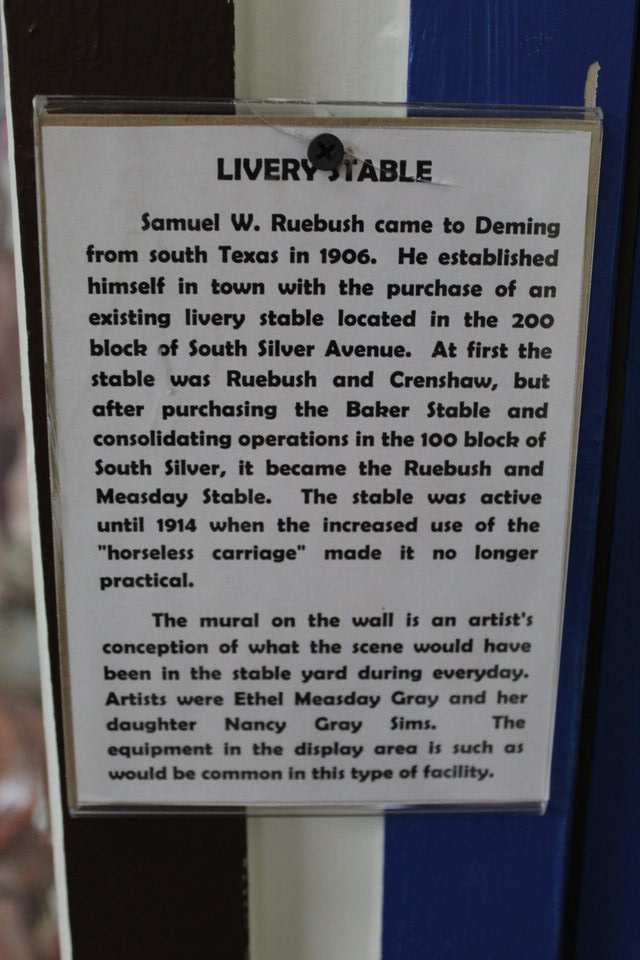 LIVERY STABLE
Samuel W. Ruebush came to Deming
from south Texas in 1906. He established
himself in town with the purchase of an
existing livery stable located in the 200
block of South Silver Avenue. At first the
stable was Ruebush and Crenshaw, but
after purchasing the Baker Stable and
consolidating operations in the 100 block of
South Silver, it became the Ruebush and
Measday Stable. The stable was active
until 1914 when the increased use of the
"horseless carriage" made it no longer
practical.
The mural on the wall is an artist's
conception of what the scene would have
been in the stable yard during everyday.
Artists were Ethel Measday Gray and her
daughter Nancy Gray Sims. The
equipment in the display area is such as
would be common in this type of facility.